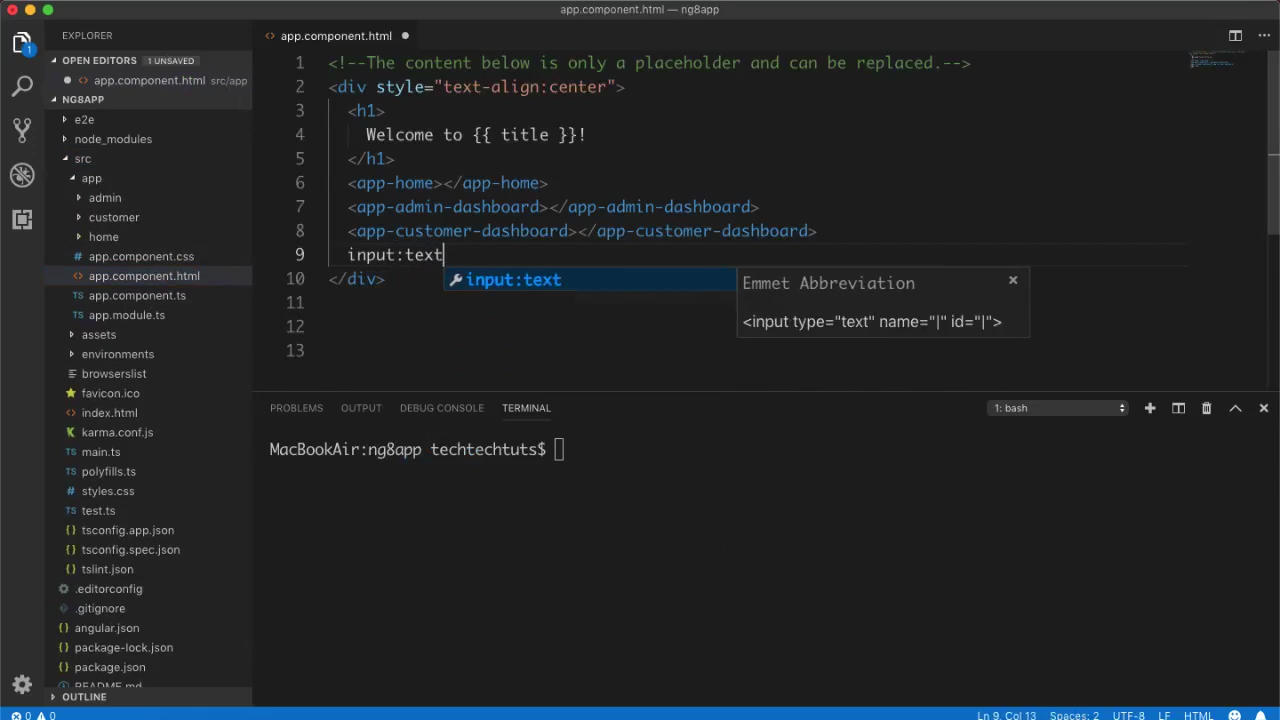 app.component.html — ng8app
EXPLORER
OPEN EDITORS 1 UNSAVED
app.component.html src/app
NG8APP
e2e
node_modules
src
app
admin
customer
home
app.component.css
app.component.html
app.component.ts
app.module.ts
assets
environments
browserslist
favicon.ico
index.html
karma.conf.js
main.ts
polyfills.ts
styles.css
test.ts
tsconfig.app.json
tsconfig.spec.json
tslint.json
.editorconfig
.gitignore
angular.json
package-lock.json
package.json
README.md
OUTLINE
app.component.html
1 <!--The content below is only a placeholder and can be replaced.-->
2 <div style="text-align:center">
3 <h1>
4 Welcome to {{ title }}!
5 </h1>
6 <app-home></app-home>
7 <app-admin-dashboard></app-admin-dashboard>
8 <app-customer-dashboard></app-customer-dashboard>
9 input:text
10 </div>
11
12
13
input:text
Emmet Abbreviation
<input type="text" name="|" id="|">
PROBLEMS OUTPUT DEBUG CONSOLE TERMINAL 1: bash
MacBookAir:ng8app techtechtuts$
0 0 Ln 9, Col 13 Spaces: 2 UTF-8 LF HTML